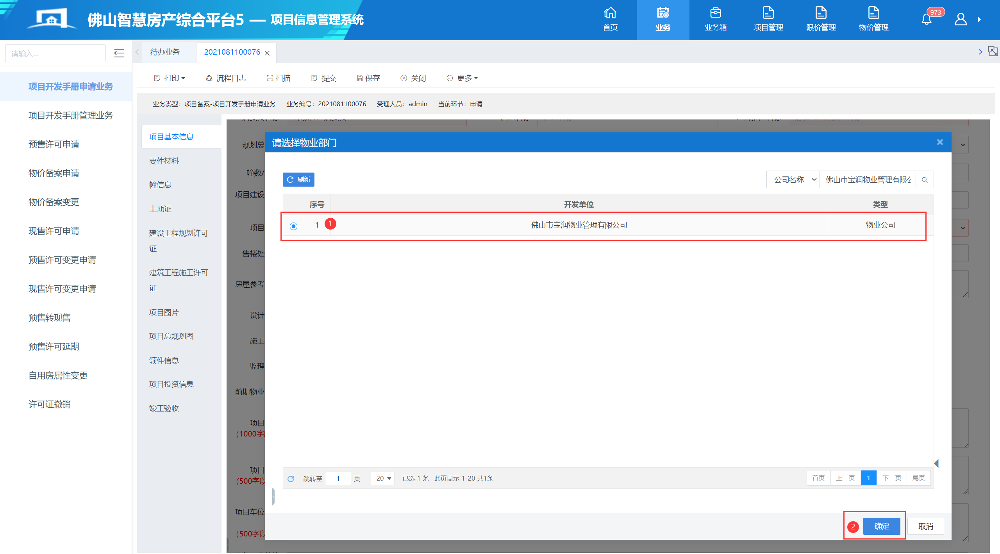 佛山智慧房产综合平台5 — 项目信息管理系统
首页
业务
业务箱
项目管理
限价管理
物价管理
973
请输入...
待办业务
2021081100076
打印
流程日志
扫描
提交
保存
关闭
更多
业务类型：项目备案-项目开发手册申请业务 业务编号：2021081100076 受理人员：admin 当前环节：申请
项目开发手册申请业务
项目开发手册管理业务
预售许可申请
物价备案申请
物价备案变更
现售许可申请
预售许可变更申请
现售许可变更申请
预售转现售
预售许可延期
自用房属性变更
许可证撤销
项目基本信息
要件材料
幢信息
土地证
建设工程规划许可
证
建筑工程施工许可
证
项目图片
项目总规划图
领件信息
项目投资信息
竣工验收
规划总
幢数/
项目建设
项目
售楼处
房屋参考
设计
施工
监理
前期物业
项目
(1000字
项目
(500字以
项目车位
(500字以
请选择物业部门
刷新
公司名称
佛山市宝润物业管理有限公
序号 开发单位 类型
1 1 佛山市宝润物业管理有限公司 物业公司
跳转至 1 页 20 已选 1 条 此页显示 1-20 共1条
首页 上一页 1 下一页 尾页
2 确定 取消